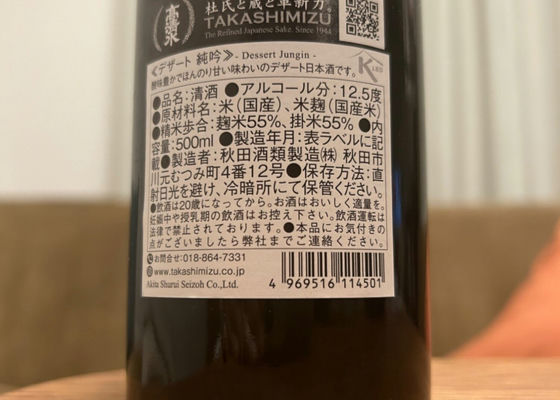 高清水
杜氏と蔵と革新力。
TAKASHIMIZU
The Refined Japanese Sake. Since 1944
≪デザート 純吟≫ - Dessert Jungin -
酸味豊かでほんのり甘い味わいのデザート日本酒です。
●品名:清酒 ●アルコール分:12.5度
●原材料名:米(国産)、米麹(国産米)
●精米歩合:麹米55%、掛米55% ●内
容量:500ml ●製造年月:表ラベルに記
載●製造者:秋田酒類製造㈱ 秋田市
川元むつみ町4番12号●保存方法:直
射日光を避け、冷暗所にて保管ください。
●飲酒は20歳になってから。お酒はおいしく適量を。
妊娠中や授乳期の飲酒はお控え下さい。飲酒運転は
法律で禁止されております。●本品にお気付きの
点がございましたら弊社までご連絡ください。
お問合せ:018-864-7331
www.takashimizu.co.jp
Akita Shurui Seizoh Co.,Ltd.
4 969516 114501